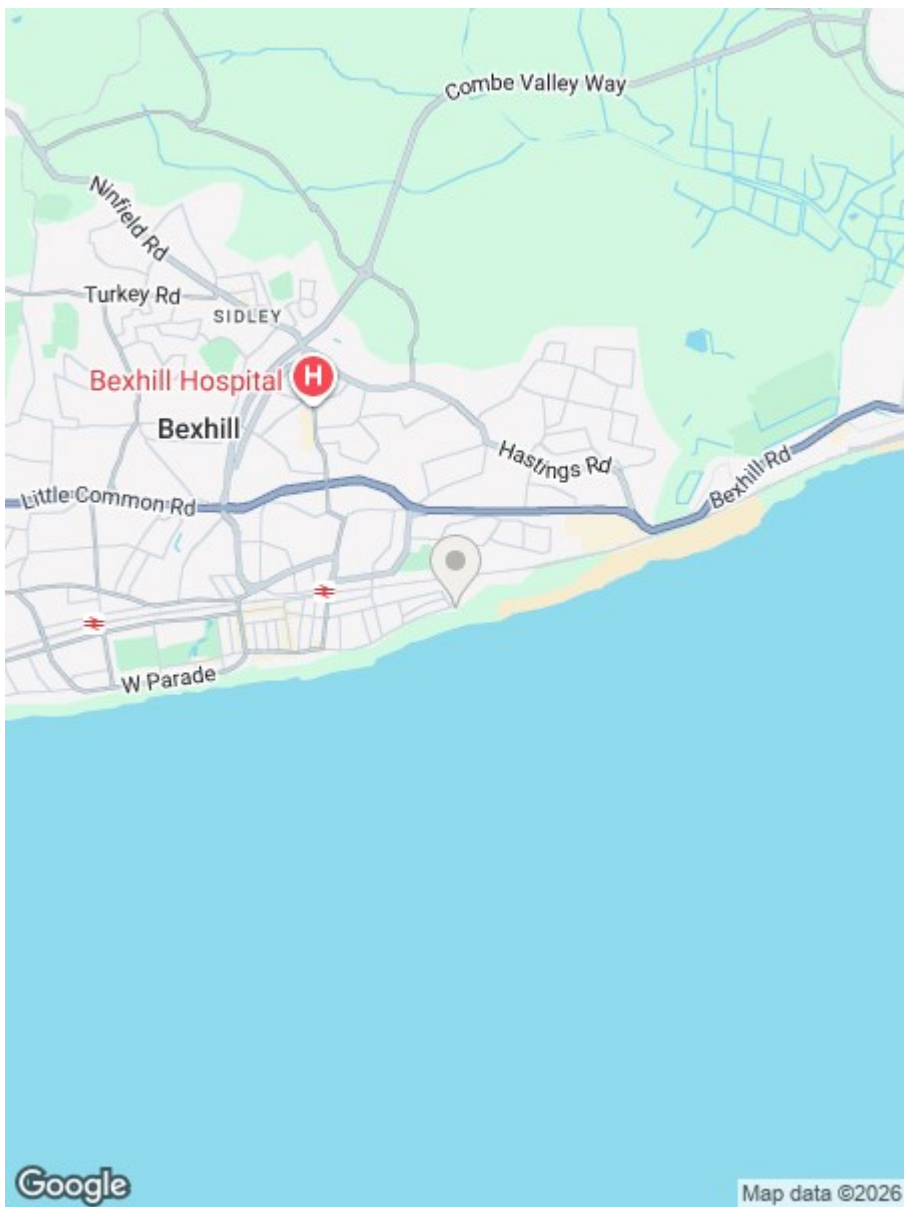 Combe Valley Way
Ninfield Rd
Turkey Rd
SIDLEY
Bexhill Hospital
H
Bexhill
Hastings Rd
Bexhill Rd
Little Common Rd
W Parade
Google
Map data ©2026